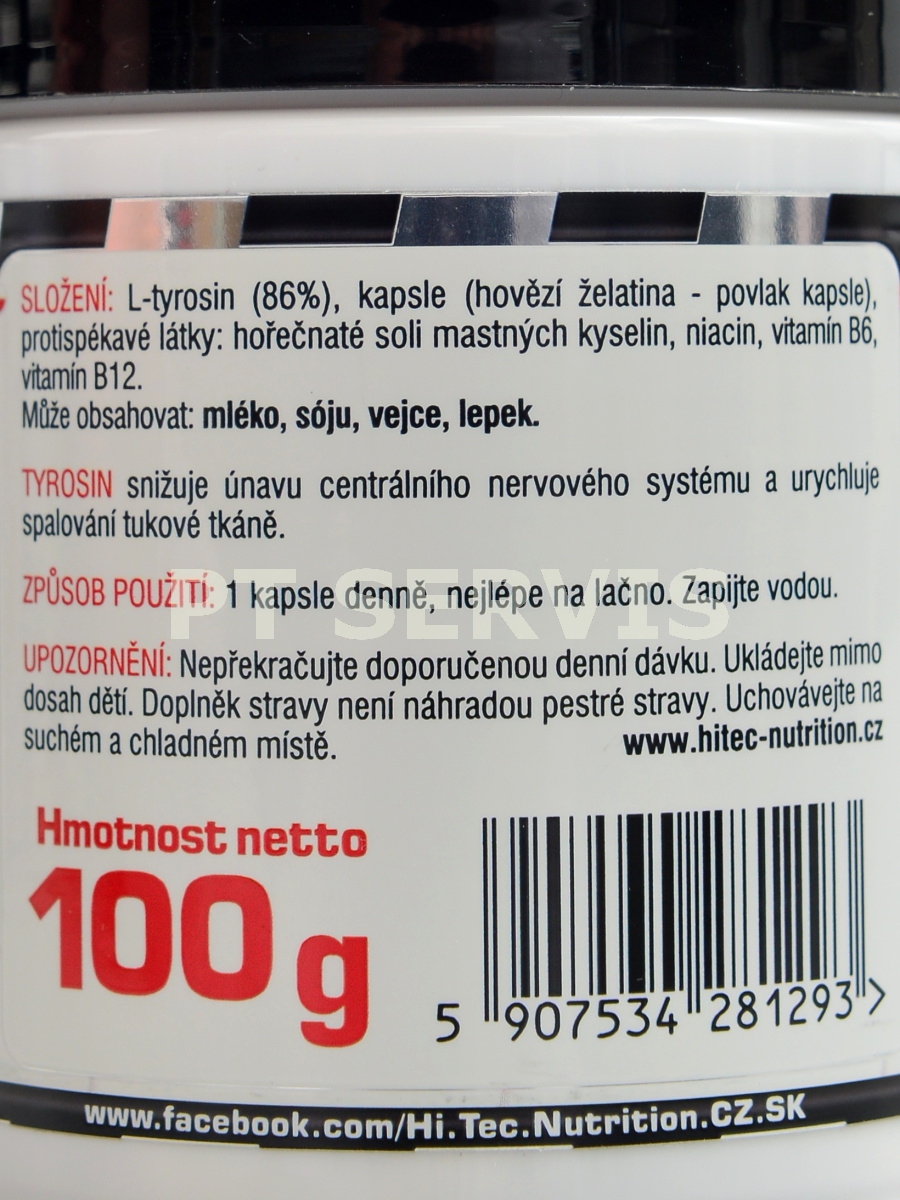 SLOŽENÍ: L-tyrosin (86%), kapsle (hovězí želatina - povlak kapsle),
protispékavé látky: hořečnaté soli mastných kyselin, niacin, vitamín B6,
vitamín B12.
Může obsahovat: mléko, sóju, vejce, lepek.
TYROSIN snižuje únavu centrálního nervového systému a urychluje
spalování tukové tkáně.
ZPŮSOB POUŽITÍ: 1 kapsle denně, nejlépe na lačno. Zapijte vodou.
PT SERVIS
UPOZORNĚNÍ: Nepřekračujte doporučenou denní dávku. Ukládejte mimo
dosah dětí. Doplněk stravy není náhradou pestré stravy. Uchovávejte na
suchém a chladném místě. www.hitec-nutrition.cz
Hmotnost netto
100 g
5 907534 281293 >
www.facebook.com/Hi.Tec.Nutrition.CZ.SK